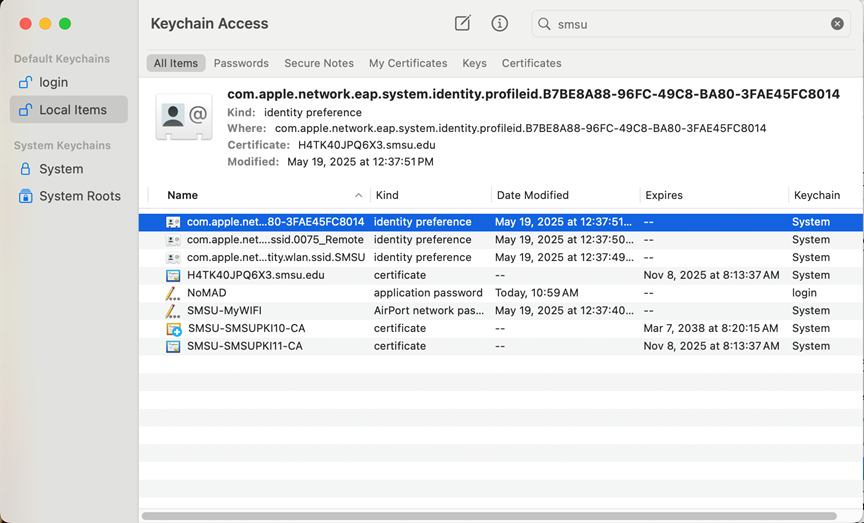 Keychain Access
smsu
Default Keychains
login
Local Items
System Keychains
System
System Roots
All Items Passwords Secure Notes My Certificates Keys Certificates
com.apple.network.eap.system.identity.profileid.B7BE8A88-96FC-49C8-BA80-3FAE45FC8014
Kind: identity preference
Where: com.apple.network.eap.system.identity.profileid.B7BE8A88-96FC-49C8-BA80-3FAE45FC8014
Certificate: H4TK40JPQ6X3.smsu.edu
Modified: May 19, 2025 at 12:37:51 PM
Name Kind Date Modified Expires Keychain
com.apple.net...80-3FAE45FC8014 identity preference May 19, 2025 at 12:37:51... -- System
com.apple.net....ssid.0075_Remote identity preference May 19, 2025 at 12:37:50... -- System
com.apple.net...tity.wlan.ssid.SMSU identity preference May 19, 2025 at 12:37:49... -- System
H4TK40JPQ6X3.smsu.edu certificate -- Nov 8, 2025 at 8:13:37 AM System
NoMAD application password Today, 10:59 AM -- login
SMSU-MyWIFI AirPort network pas... May 19, 2025 at 12:37:40... -- System
SMSU-SMSUPKI10-CA certificate -- Mar 7, 2038 at 8:20:15 AM System
SMSU-SMSUPKI11-CA certificate -- Nov 8, 2025 at 8:13:37 AM System